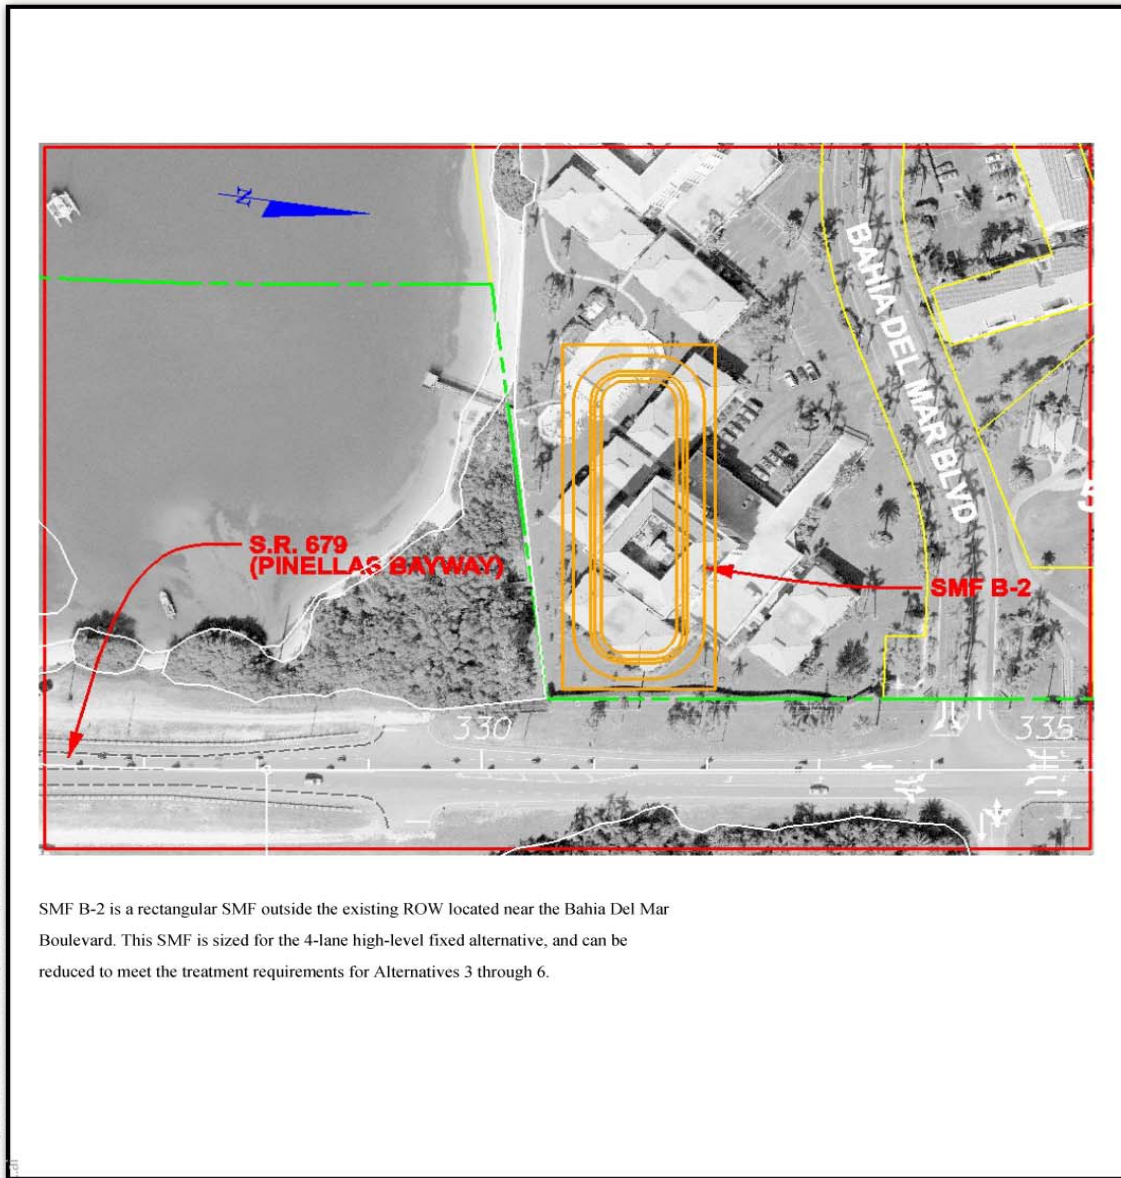 N
BAHIA DEL MAR BLVD
S.R. 679
(PINELLAS BAYWAY)
SMF B-2
330
335
SMF B-2 is a rectangular SMF outside the existing ROW located near the Bahia Del Mar
Boulevard. This SMF is sized for the 4-lane high-level fixed alternative, and can be
reduced to meet the treatment requirements for Alternatives 3 through 6.